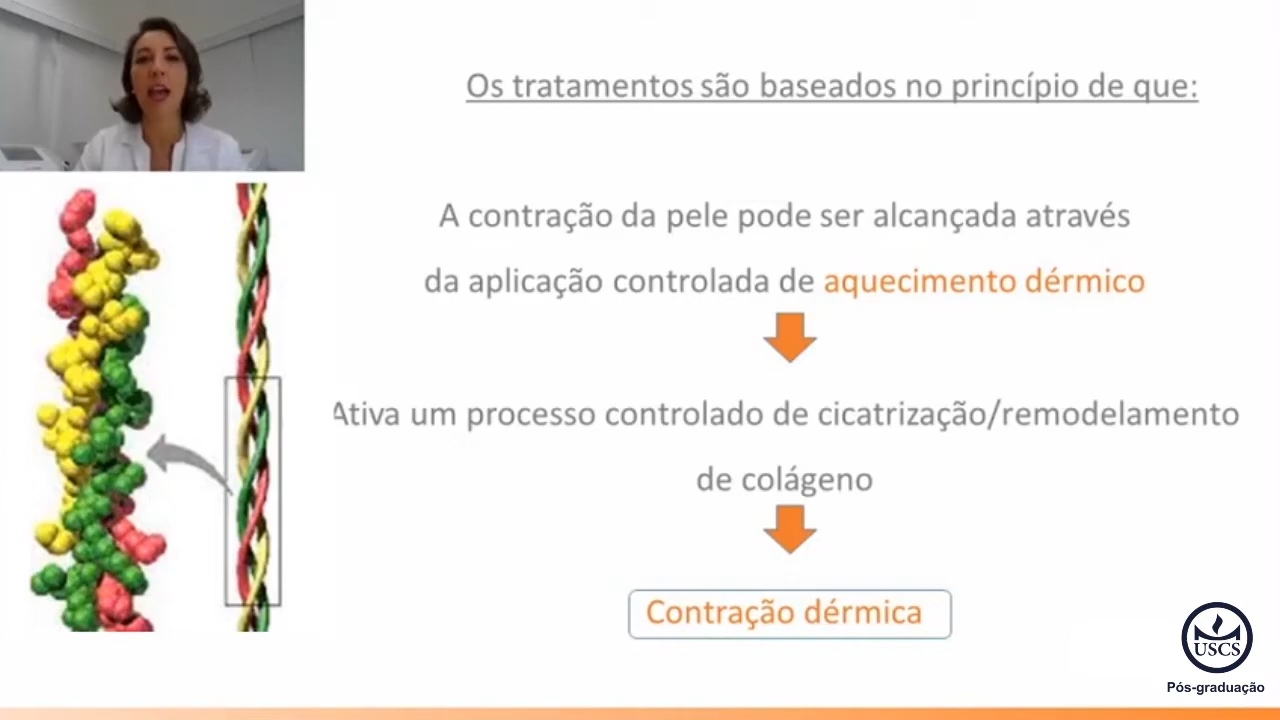 Os tratamentos são baseados no princípio de que:
A contração da pele pode ser alcançada através
da aplicação controlada de aquecimento dérmico
Ativa um processo controlado de cicatrização/remodelamento
de colágeno
Contração dérmica
USCS
Pós-graduação